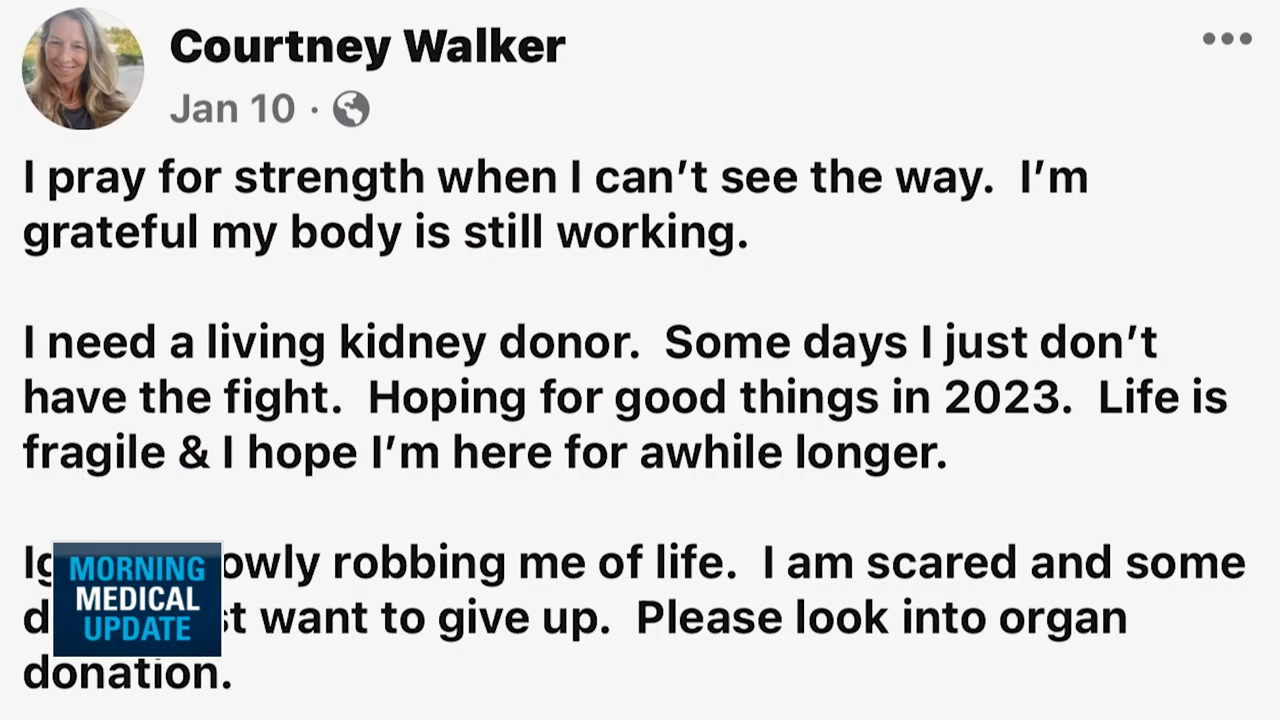 Courtney Walker
Jan 10 ·
I pray for strength when I can’t see the way. I’m
grateful my body is still working.
I need a living kidney donor. Some days I just don’t
have the fight. Hoping for good things in 2023. Life is
fragile & I hope I’m here for awhile longer.
robbing me of life. I am scared and some
want to give up. Please look into organ
donation.
MORNING
MEDICAL
UPDATE